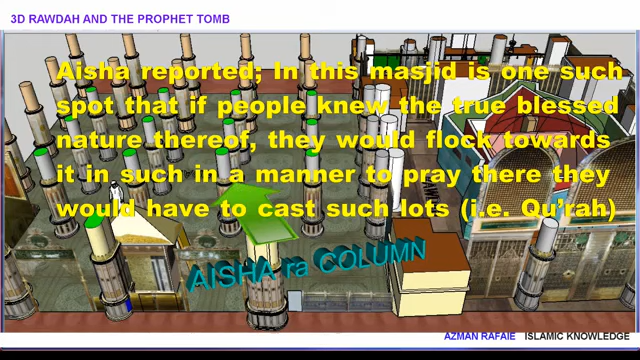 3D RAWDAH AND THE PROPHET TOMB
Aisha reported; In this masjid is one such
spot that if people knew the true blessed
nature thereof, they would flock towards
it in such in a manner to pray there they
would have to cast such lots (i.e. Qu'rah)
AISHA ra COLUMN
AZMAN RAFAIE ISLAMIC KNOWLEDGE